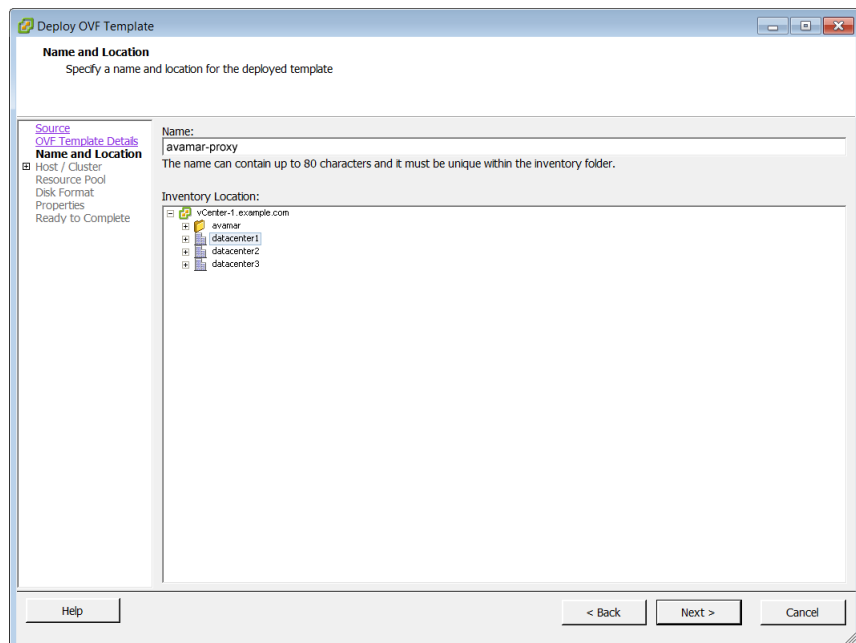 Deploy OVF Template
Name and Location
Specify a name and location for the deployed template
Source
OVF Template Details
Name and Location
Host / Cluster
Resource Pool
Disk Format
Properties
Ready to Complete
Name:
avamar-proxy
The name can contain up to 80 characters and it must be unique within the inventory folder.
Inventory Location:
vCenter-1.example.com
avamar
datacenter1
datacenter2
datacenter3
Help
< Back
Next >
Cancel